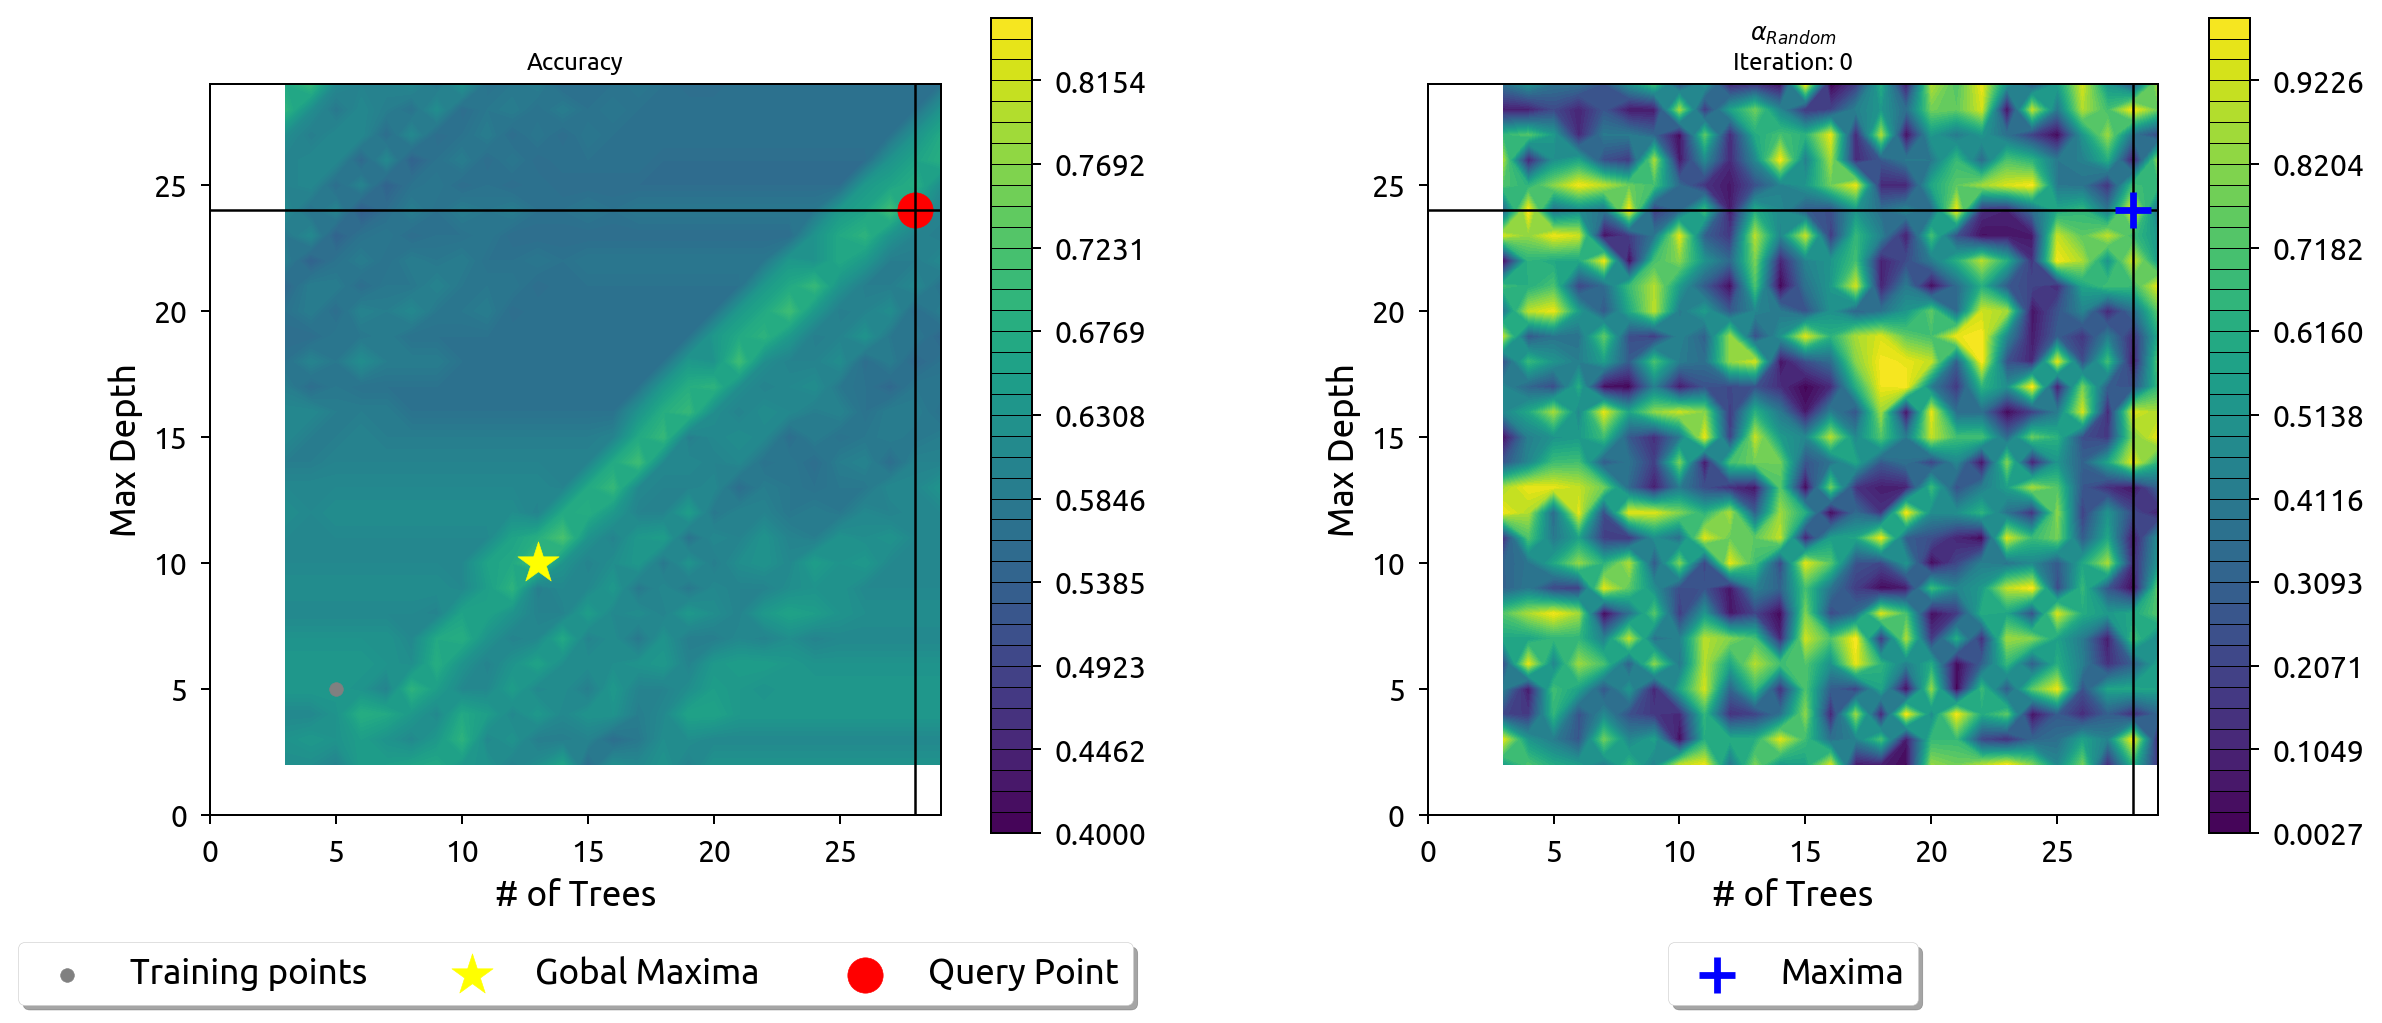 Accuracy
Max Depth
25
20
15
10
5
0
0 5 10 15 20 25
# of Trees
0.8154
0.7692
0.7231
0.6769
0.6308
0.5846
0.5385
0.4923
0.4462
0.4000
Training points Gobal Maxima Query Point
αRandom
Iteration: 0
Max Depth
25
20
15
10
5
0
0 5 10 15 20 25
# of Trees
0.9226
0.8204
0.7182
0.6160
0.5138
0.4116
0.3093
0.2071
0.1049
0.0027
Maxima